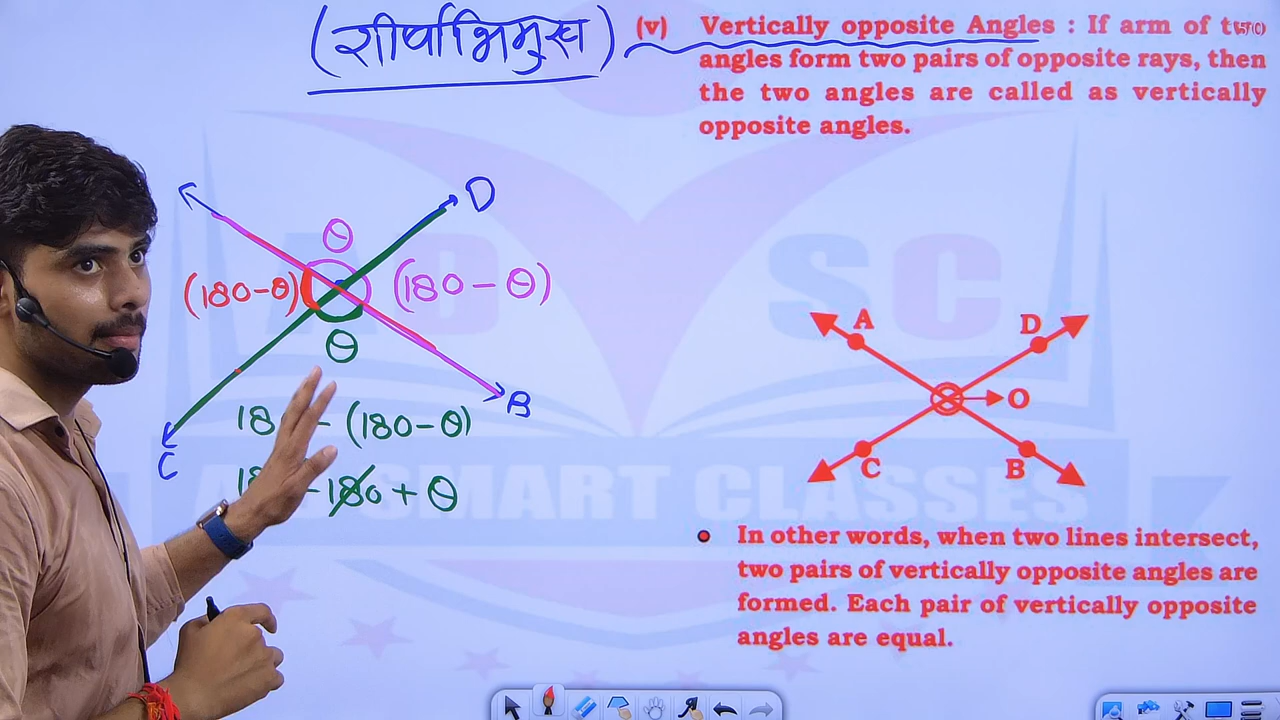 (शीर्षाभिमुख)
(v) Vertically opposite Angles : If arm of
angles form two pairs of opposite rays, then
the two angles are called as vertically
opposite angles.
D
θ
(180-θ)
(180 - θ)
θ
B
C
- (180-θ)
-180 + θ
A
D
O
C
B
SMART CLASSES
• In other words, when two lines intersect,
two pairs of vertically opposite angles are
formed. Each pair of vertically opposite
angles are equal.